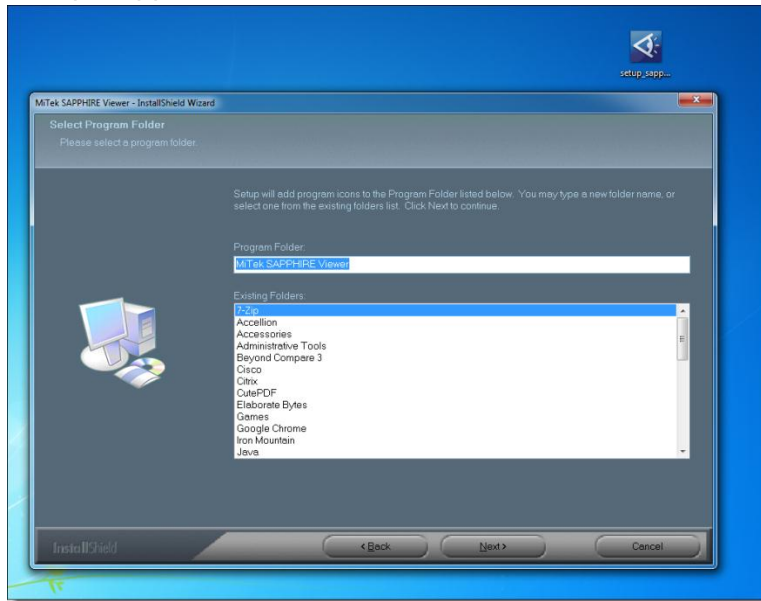 setup_sapp...
MiTek SAPPHIRE Viewer - InstallShield Wizard
Select Program Folder
Please select a program folder.
Setup will add program icons to the Program Folder listed below. You may type a new folder name, or
select one from the existing folders list. Click Next to continue.
Program Folder:
MiTek SAPPHIRE Viewer
Existing Folders:
7-Zip
Accellion
Accessories
Administrative Tools
Beyond Compare 3
Cisco
Citrix
CutePDF
Elaborate Bytes
Games
Google Chrome
Iron Mountain
Java
InstallShield
< Back
Next >
Cancel